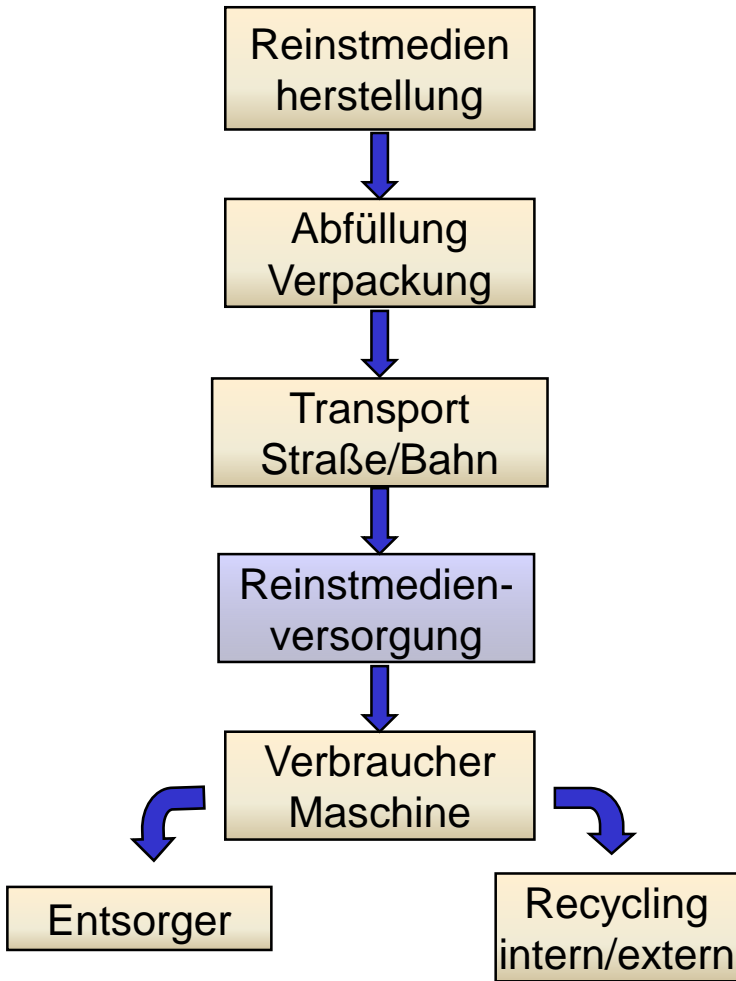 Reinstmedien
herstellung
Abfüllung
Verpackung
Transport
Straße/Bahn
Reinstmedien-
versorgung
Verbraucher
Maschine
Entsorger
Recycling
intern/extern